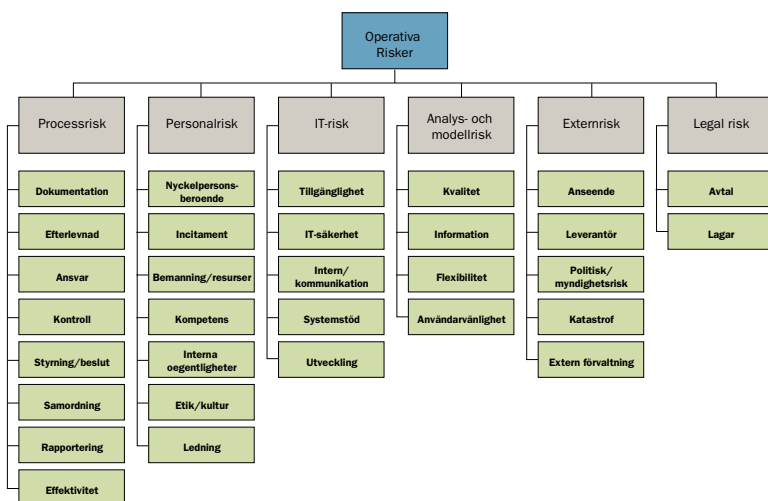 Operativa
Risker
Processrisk
Dokumentation
Efterlevnad
Ansvar
Kontroll
Styrning/beslut
Samordning
Rapportering
Effektivitet
Personalrisk
Nyckelpersons-
beroende
Incitament
Bemanning/resurser
Kompetens
Interna
oegentligheter
Etik/kultur
Ledning
IT-risk
Tillgänglighet
IT-säkerhet
Intern/
kommunikation
Systemstöd
Utveckling
Analys- och
modellrisk
Kvalitet
Information
Flexibilitet
Användarvänlighet
Externrisk
Anseende
Leverantör
Politisk/
myndighetsrisk
Katastrof
Extern förvaltning
Legal risk
Avtal
Lagar